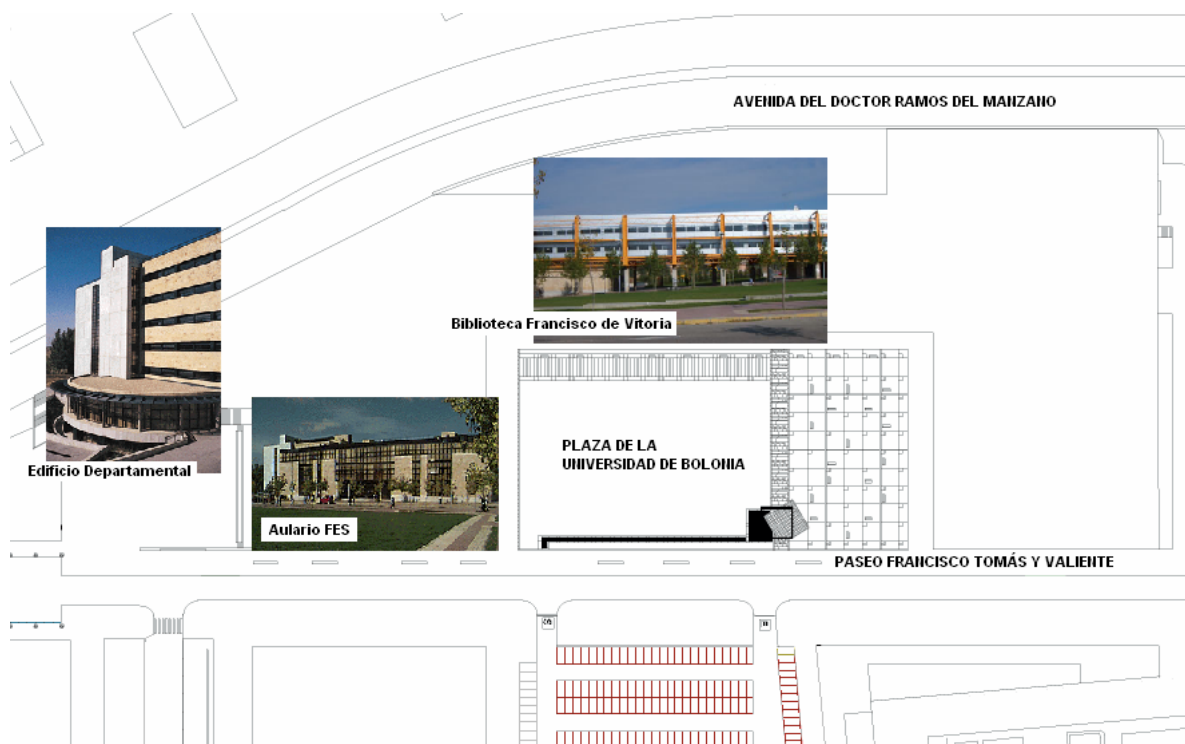 AVENIDA DEL DOCTOR RAMOS DEL MANZANO
Biblioteca Francisco de Vitoria
PLAZA DE LA
UNIVERSIDAD DE BOLONIA
Edificio Departamental
Aulario FES
PASEO FRANCISCO TOMÁS Y VALIENTE